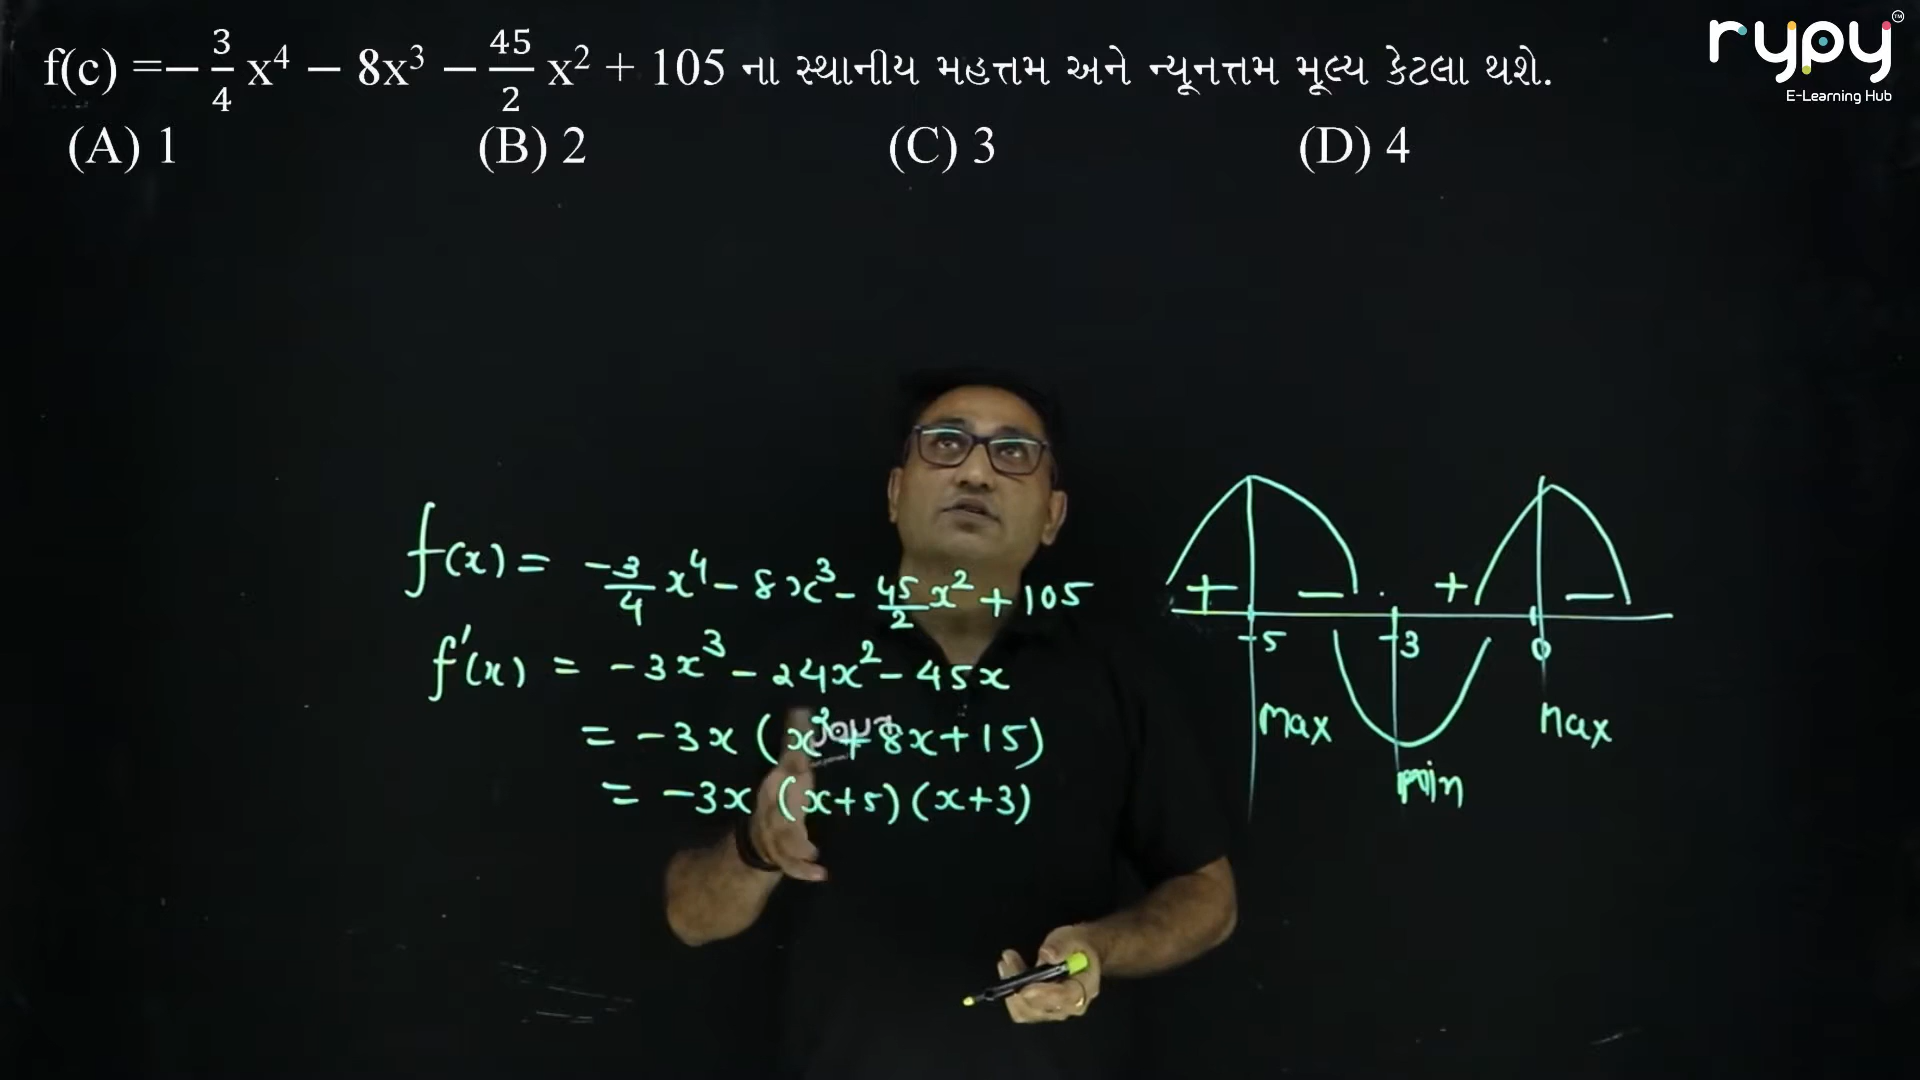 f(c) =− 3/4 x⁴ − 8x³ − 45/2 x² + 105 ના સ્થાનીય મહત્તમ અને ન્યૂનત્તમ મૂલ્ય કેટલા થશે.
(A) 1 (B) 2 (C) 3 (D) 4
rypy™
E-Learning Hub
f(x) = -3/4 x⁴ - 8x³ - 45/2 x² + 105
f'(x) = -3x³ - 24x² - 45x
= -3x (x² + 8x + 15)
= -3x (x+5) (x+3)
+ − + −
-5 -3 0
Max Max
Min